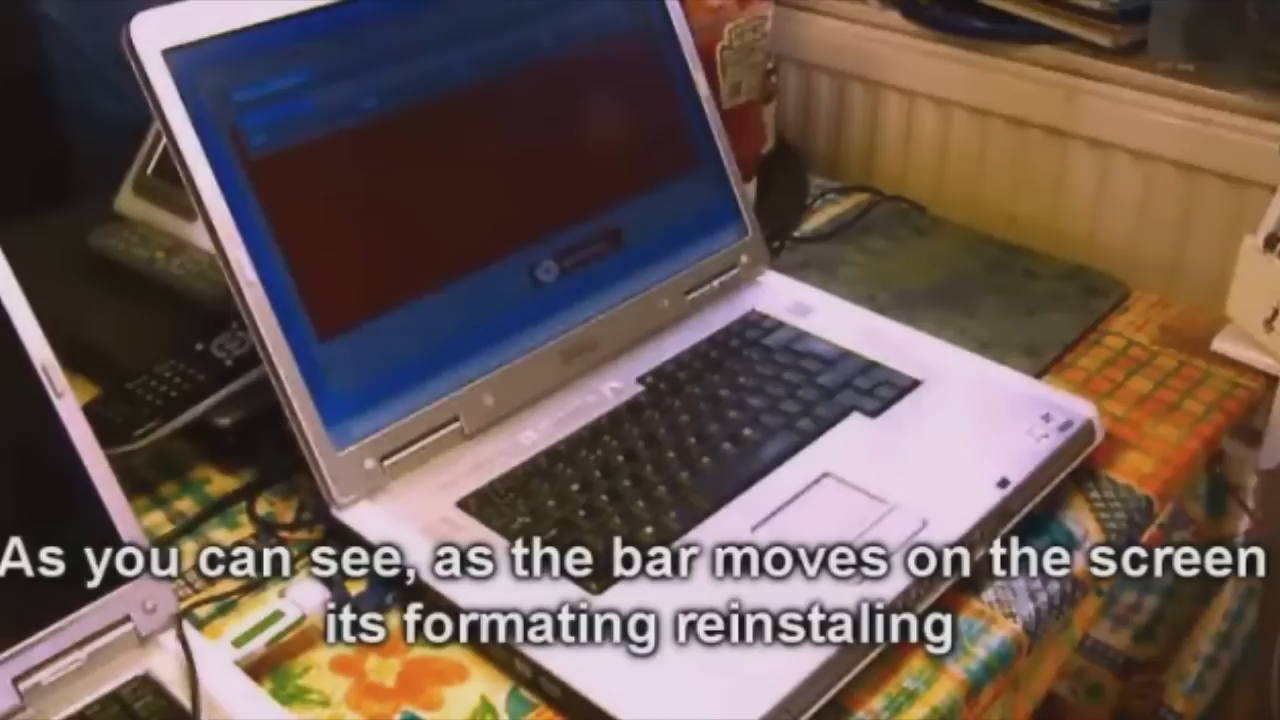 As you can see, as the bar moves on the screen
its formating reinstaling